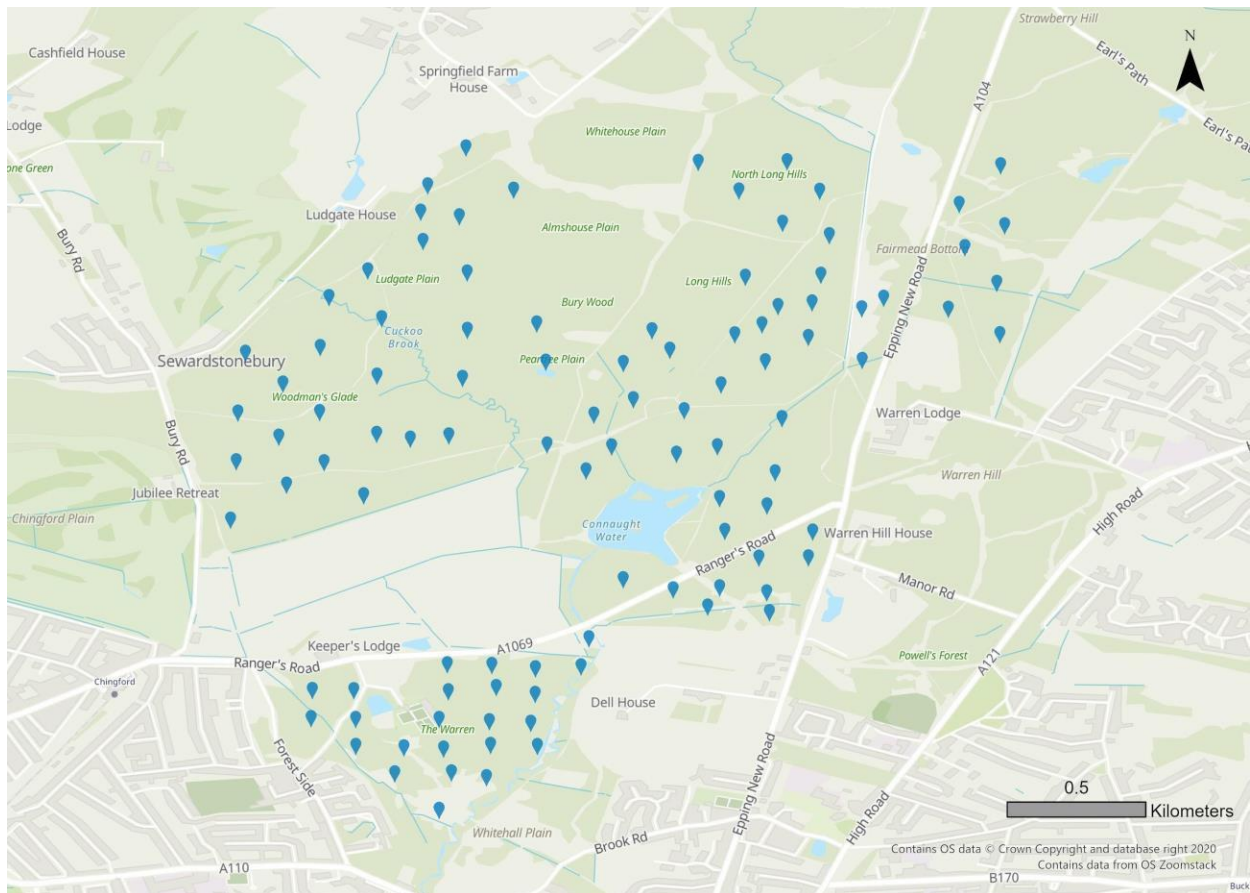 Strawberry Hill
Cashfield House
N
Earl's Path
Springfield Farm
House
A104
Lodge
Whitehouse Plain
Earl's Pat
one Green
North Long Hills
Ludgate House
Almshouse Plain
Bury Rd
Fairmead Botto
Ludgate Plain
Long Hills
Bury Wood
Epping New Road
Cuckoo
Brook
Sewardstonebury
Peartree Plain
Woodman's Glade
Warren Lodge
Bury Rd
Warren Hill
Jubilee Retreat
High Road
Chingford Plain
Connaught
Water
Warren Hill House
Ranger's Road
Manor Rd
Keeper's Lodge
A1069
Powell's Forest
A121
Ranger's Road
Chingford
Dell House
The Warren
Forest Side
Epping New Road
0.5
Kilometers
High Road
Whitehall Plain
Brook Rd
Contains OS data © Crown Copyright and database right 2020
Contains data from OS Zoomstack
A110
B170
Buck